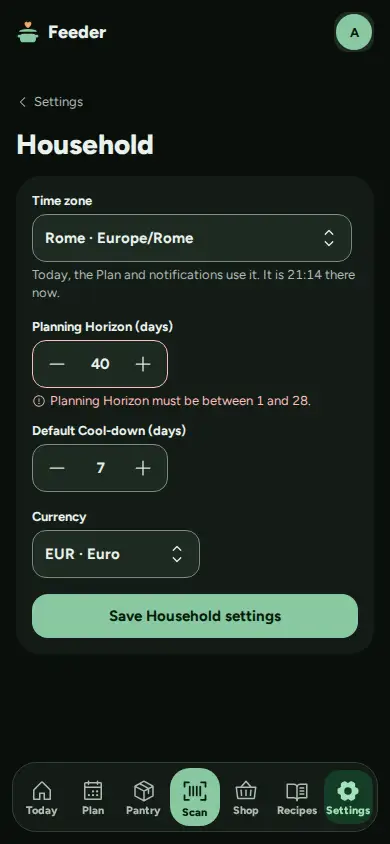 Feeder
A
Settings
Household
Time zone
Rome · Europe/Rome
Today, the Plan and notifications use it. It is 21:14 there
now.
Planning Horizon (days)
40
Planning Horizon must be between 1 and 28.
Default Cool-down (days)
7
Currency
EUR · Euro
Save Household settings
Today Plan Pantry Scan Shop Recipes Settings